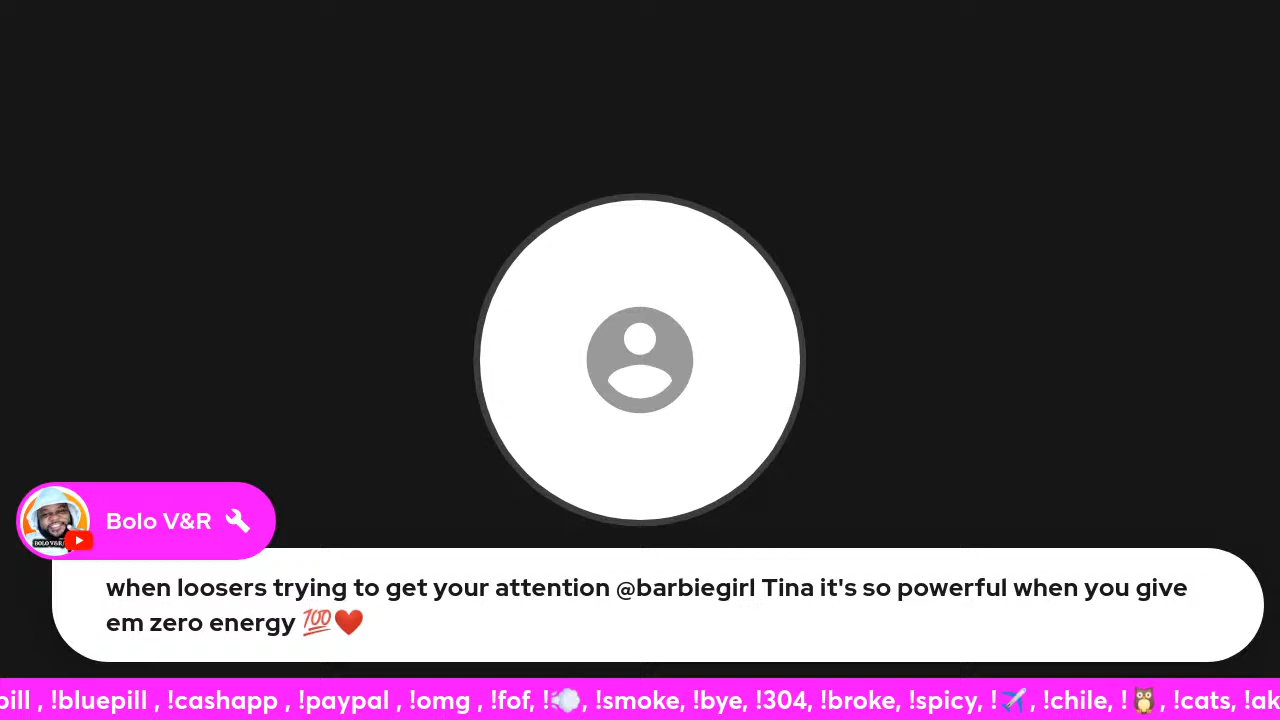 Bolo V&R
BOLO V&R
when loosers trying to get your attention @barbiegirl Tina it's so powerful when you give
em zero energy 💯❤️
pill , !bluepill , !cashapp , !paypal , !omg , !fof, !💨, !smoke, !bye, !304, !broke, !spicy, !✈️, !chile, !🦉, !cats, !ak